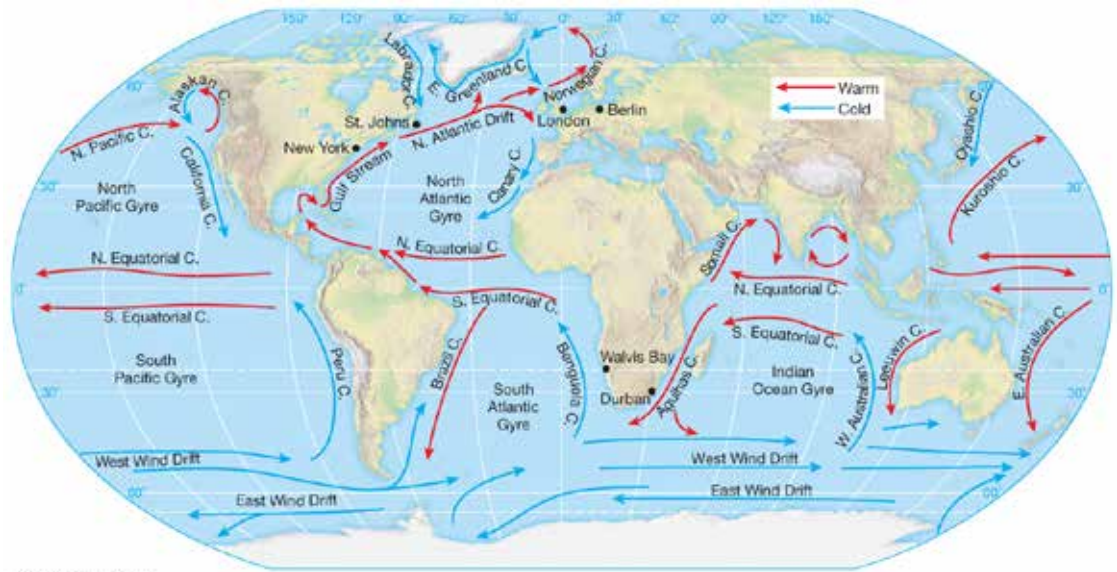 150°
120°
90°
0°
30°
120°
150°
Labrador C.
E. Greenland C.
Norwegian C.
Alaskan C.
60°
Warm
Cold
London
Berlin
St. Johns
N. Atlantic Drift
New York
Gulf Stream
N. Pacific C.
California C.
Canary C.
Oyashio C.
Kuroshio C.
30°
30°
North
Pacific Gyre
North
Atlantic
Gyre
Somali C.
N. Equatorial C.
N. Equatorial C.
N. Equatorial C.
0°
0°
S. Equatorial C.
S. Equatorial C.
S. Equatorial C.
South
Pacific Gyre
Peru C.
Brazil C.
South
Atlantic
Gyre
Benguela C.
Walvis Bay
Durban
Agulhas C.
Indian
Ocean Gyre
W. Australian C.
Leeuwin C.
E. Australian C.
30°
30°
West Wind Drift
West Wind Drift
60°
60°
East Wind Drift
East Wind Drift